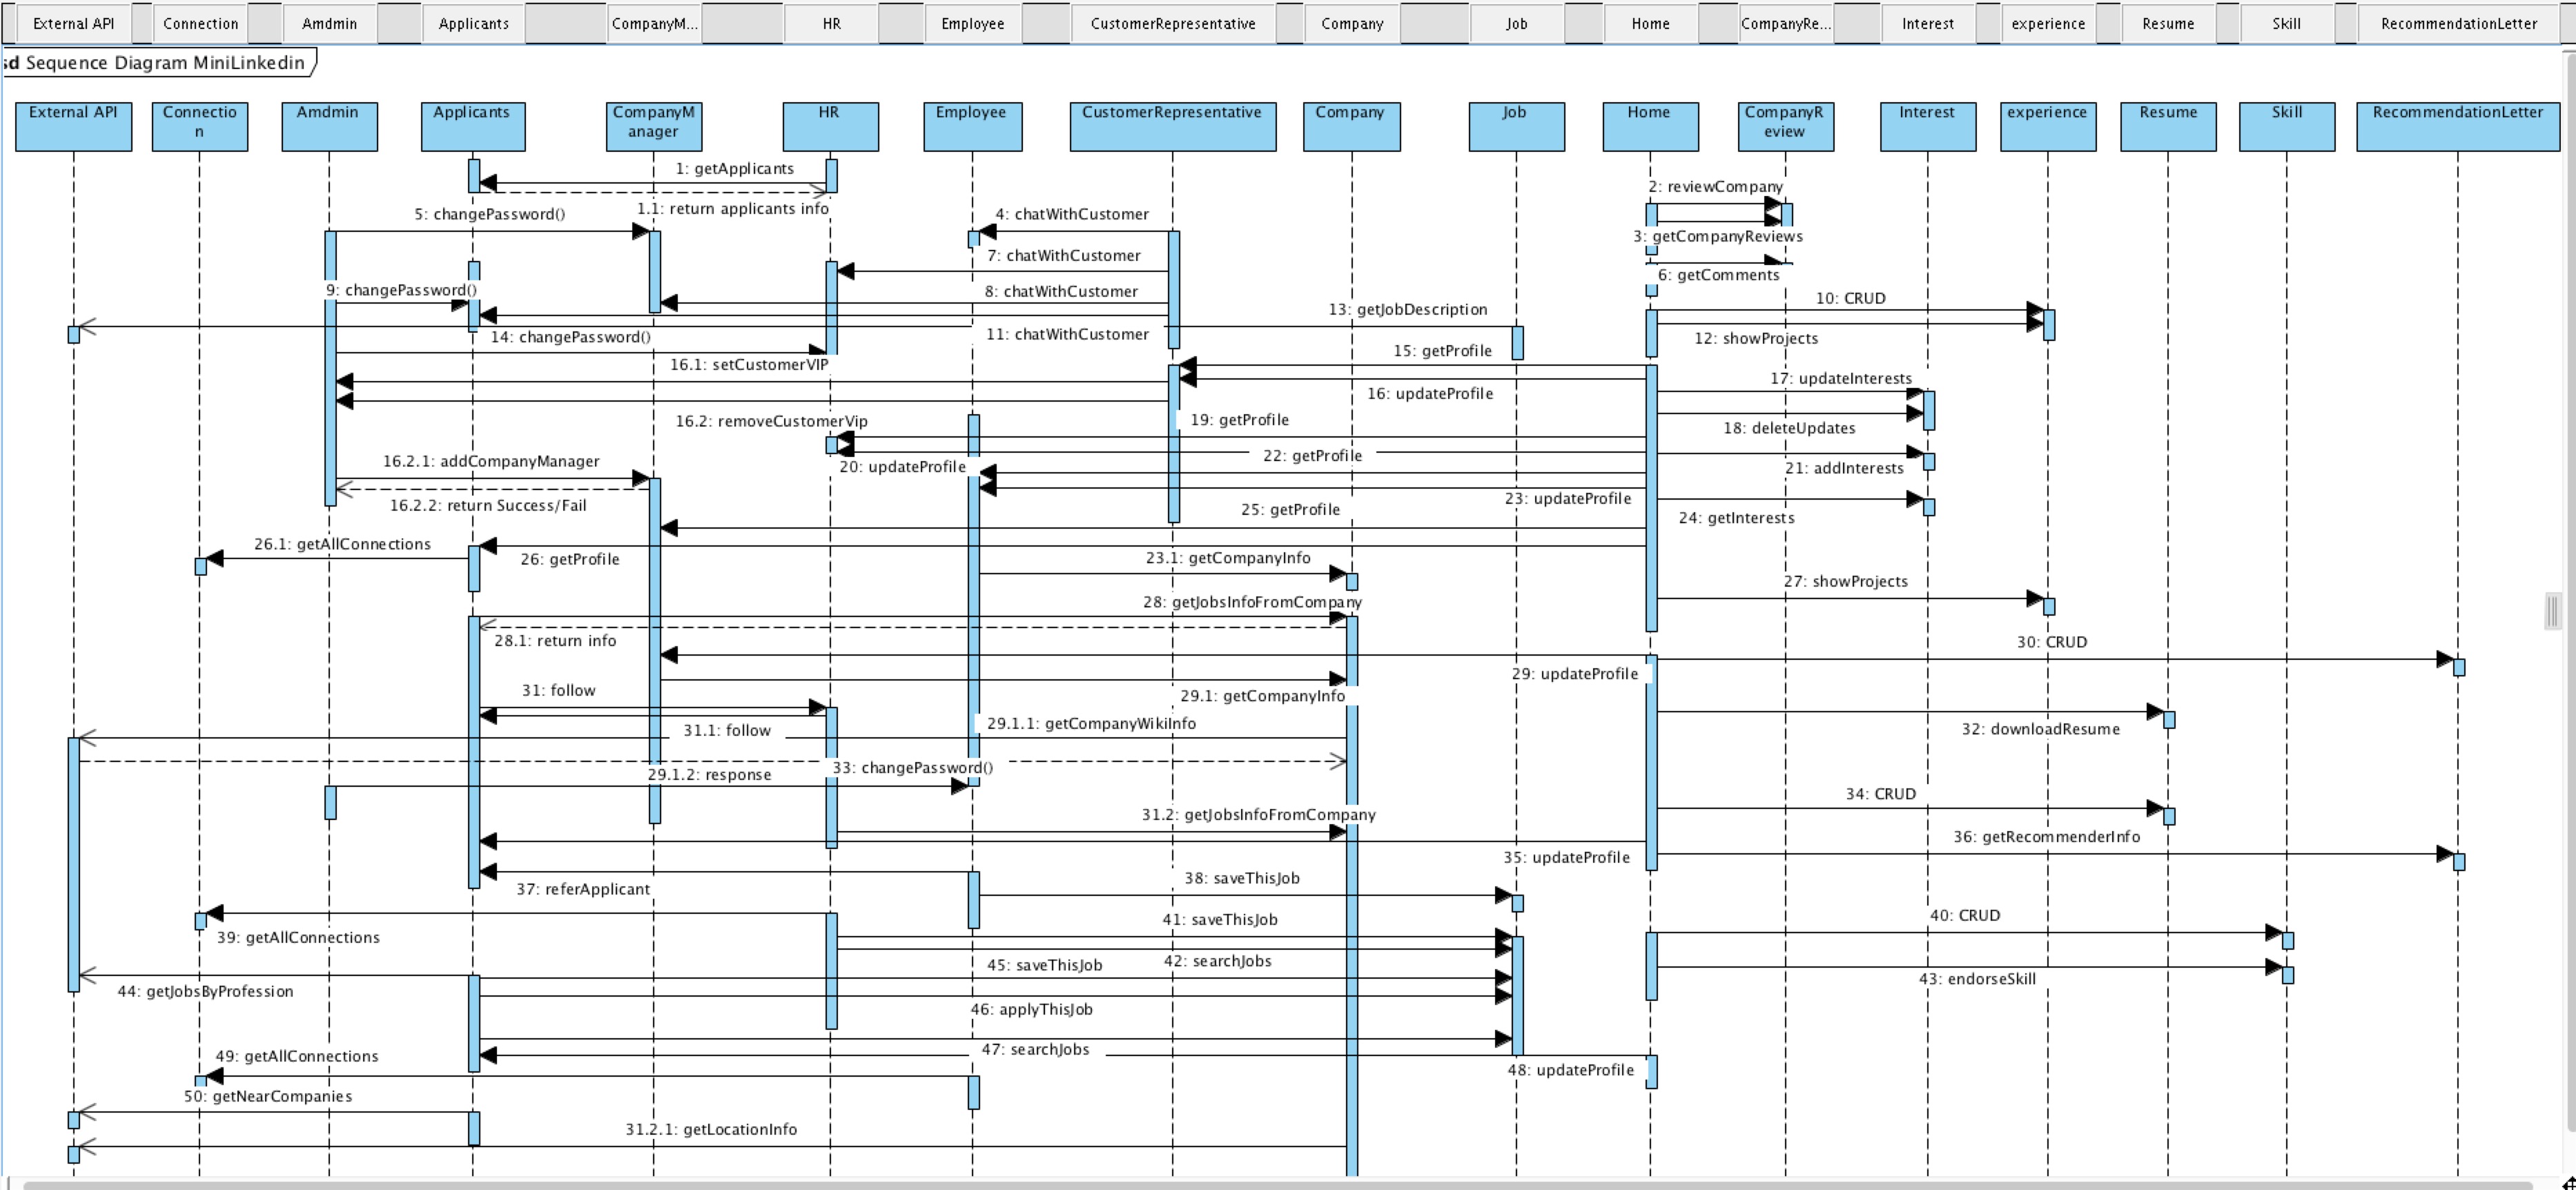 External API
Connection
Amdmin
Applicants
CompanyM...
HR
Employee
CustomerRepresentative
Company
Job
Home
CompanyRe...
Interest
experience
Resume
Skill
RecommendationLetter
sd Sequence Diagram MiniLinkedin
External API
Connectio
n
Amdmin
Applicants
CompanyM
anager
HR
Employee
CustomerRepresentative
Company
Job
Home
CompanyR
eview
Interest
experience
Resume
Skill
RecommendationLetter
1: getApplicants
1.1: return applicants info
2: reviewCompany
5: changePassword()
4: chatWithCustomer
3: getCompanyReviews
7: chatWithCustomer
6: getComments
9: changePassword()
8: chatWithCustomer
10: CRUD
13: getJobDescription
14: changePassword()
11: chatWithCustomer
12: showProjects
15: getProfile
16.1: setCustomerVIP
17: updateInterests
16: updateProfile
16.2: removeCustomerVip
19: getProfile
18: deleteUpdates
22: getProfile
16.2.1: addCompanyManager
20: updateProfile
21: addInterests
23: updateProfile
16.2.2: return Success/Fail
25: getProfile
24: getInterests
26.1: getAllConnections
26: getProfile
23.1: getCompanyInfo
27: showProjects
28: getJobsInfoFromCompany
28.1: return info
30: CRUD
29: updateProfile
31: follow
29.1: getCompanyInfo
31.1: follow
29.1.1: getCompanyWikiInfo
32: downloadResume
33: changePassword()
29.1.2: response
34: CRUD
31.2: getJobsInfoFromCompany
36: getRecommenderInfo
35: updateProfile
37: referApplicant
38: saveThisJob
40: CRUD
41: saveThisJob
39: getAllConnections
45: saveThisJob
42: searchJobs
43: endorseSkill
44: getJobsByProfession
46: applyThisJob
49: getAllConnections
47: searchJobs
48: updateProfile
50: getNearCompanies
31.2.1: getLocationInfo